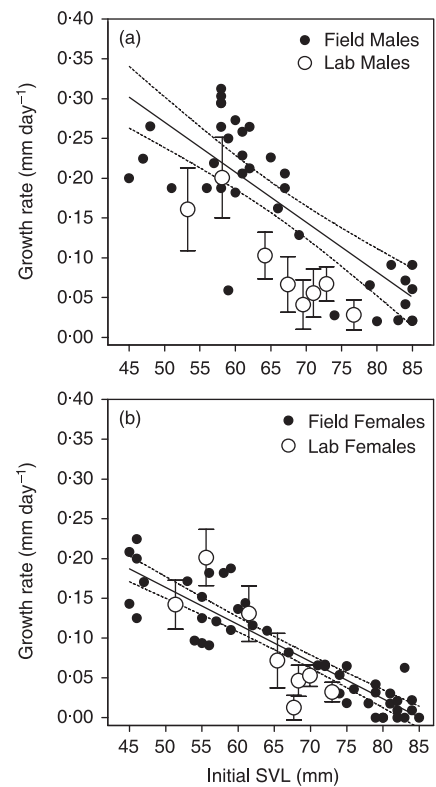 0·40
(a)
Field Males
Lab Males
0·35
0·30
0·25
0·20
0·15
0·10
0·05
0·00
Growth rate (mm day⁻¹)
45 50 55 60 65 70 75 80 85
0·40
(b)
Field Females
Lab Females
0·35
0·30
0·25
0·20
0·15
0·10
0·05
0·00
Growth rate (mm day⁻¹)
45 50 55 60 65 70 75 80 85
Initial SVL (mm)